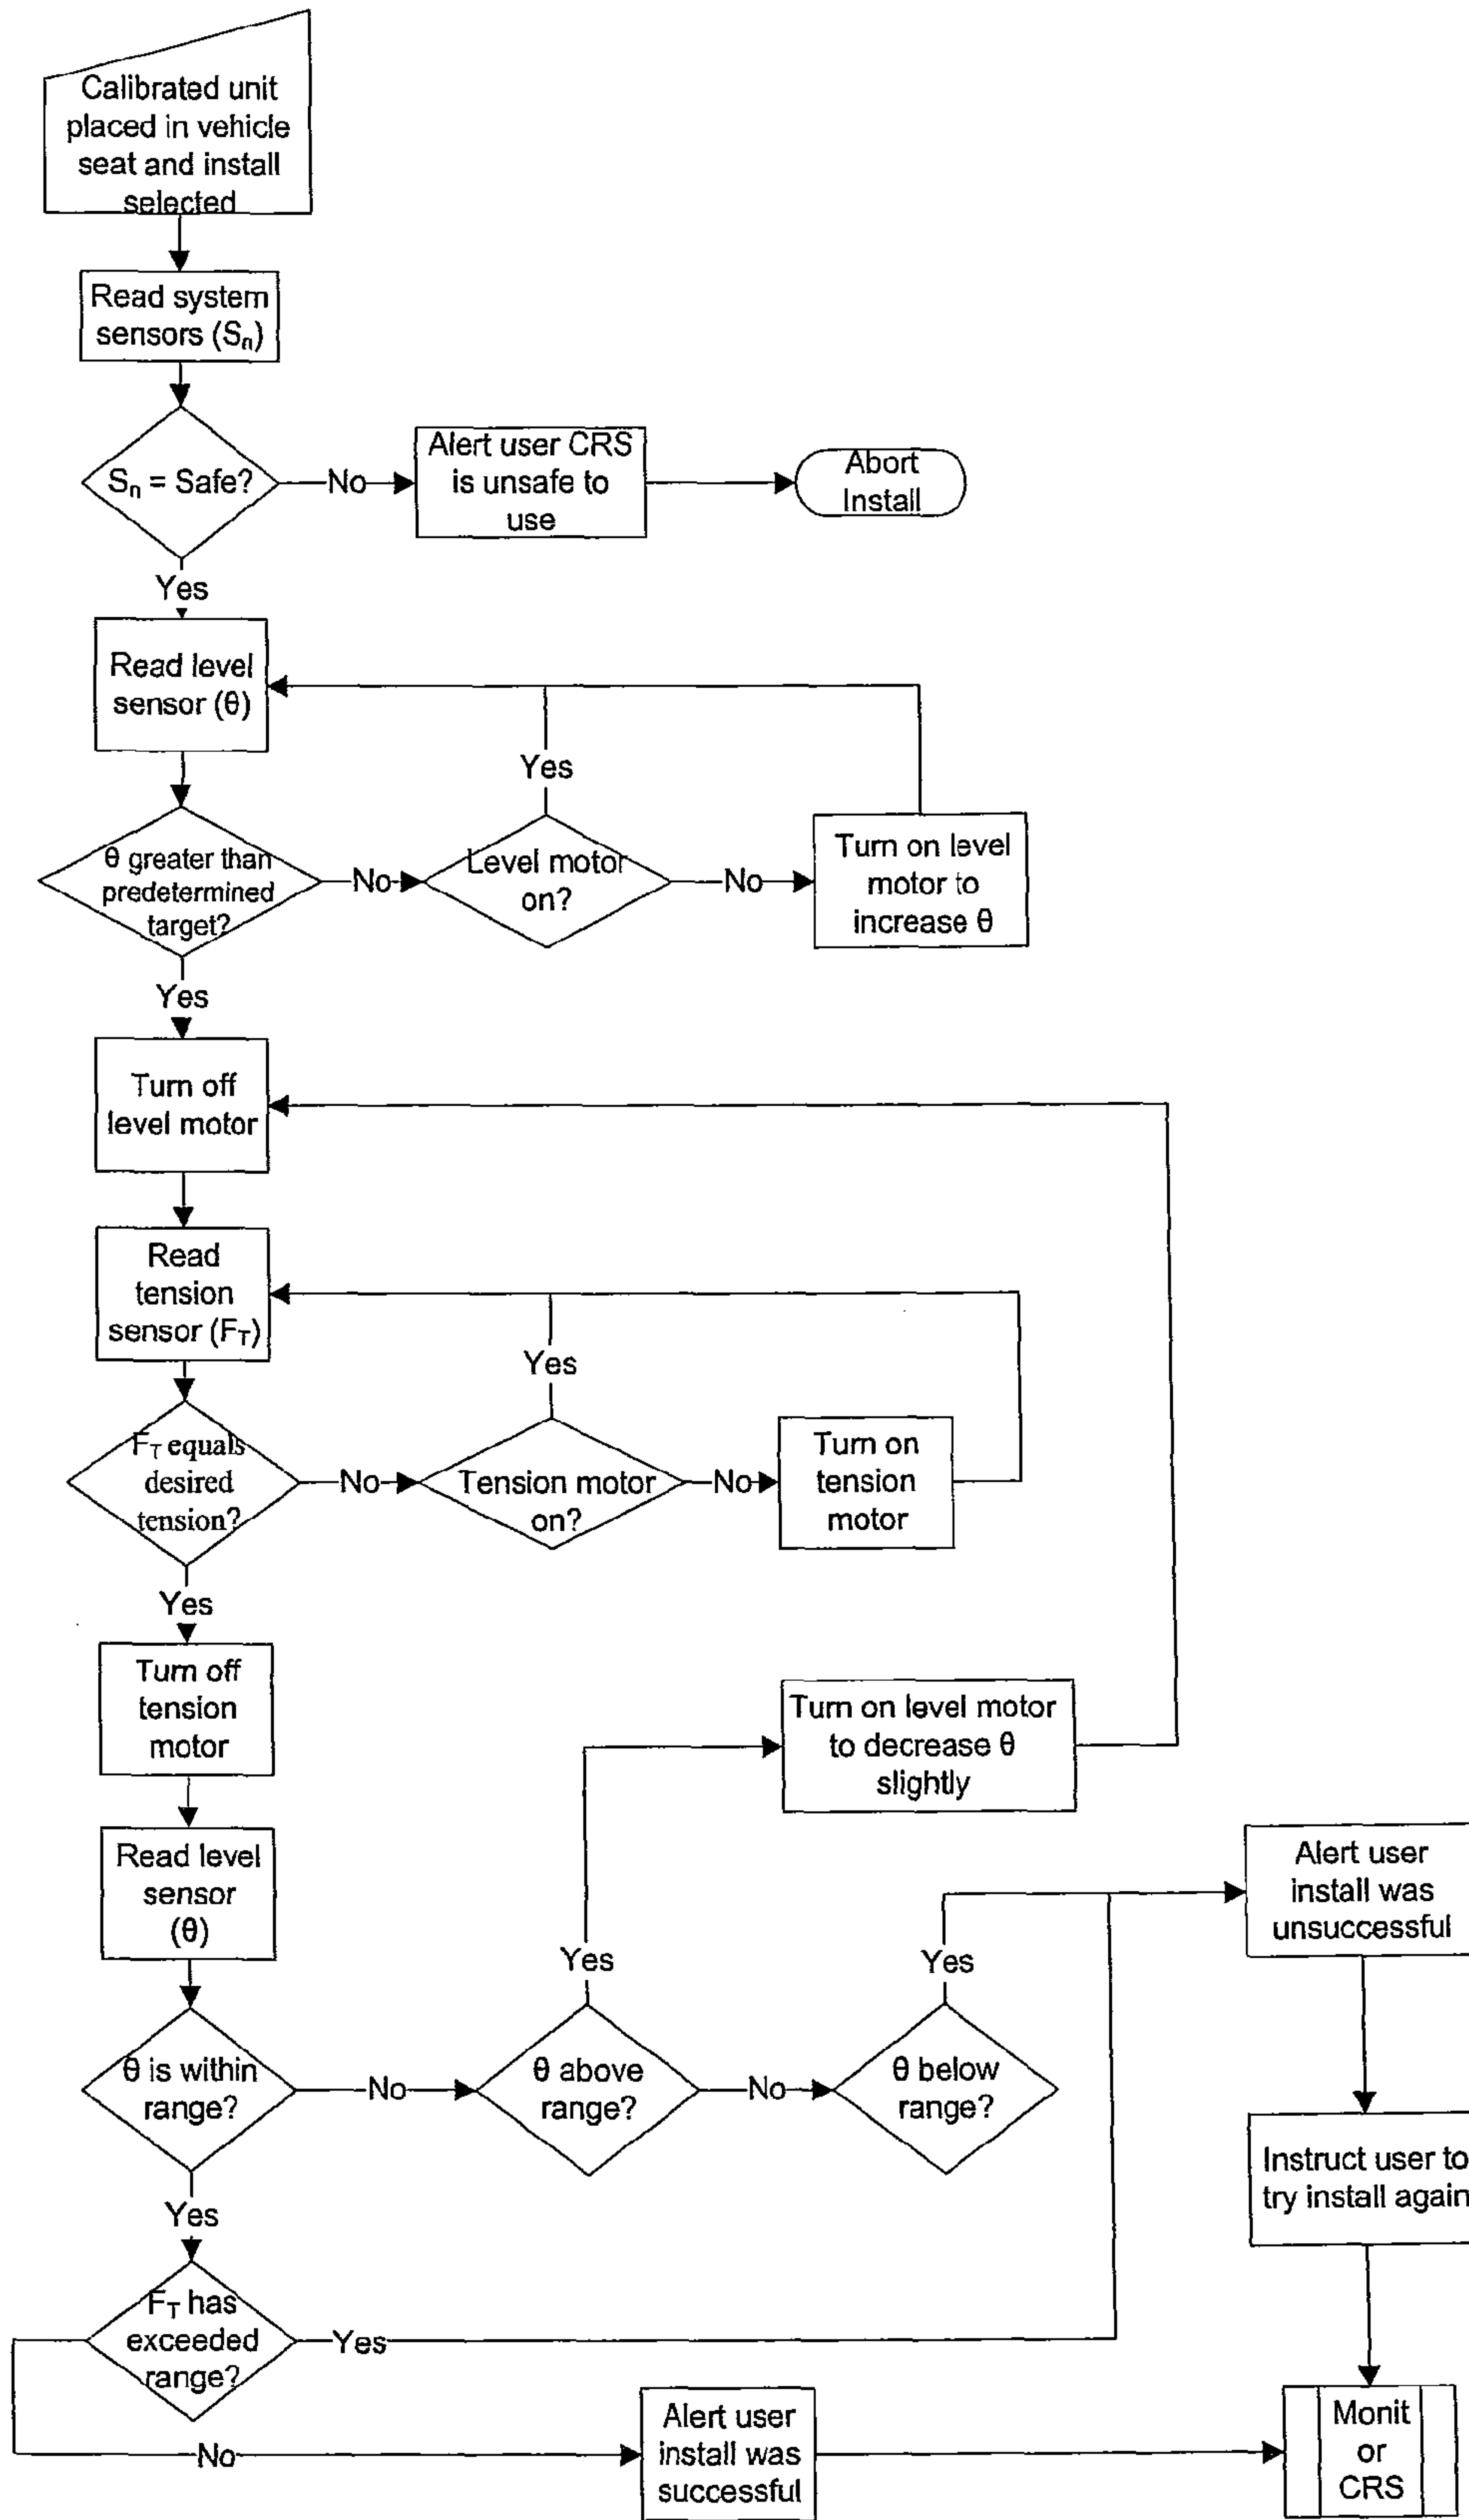 Calibrated unit
placed in vehicle
seat and install
selected
Read system
sensors (Sₙ)
Sₙ = Safe?
No
Alert user CRS
is unsafe to
use
Abort
Install
Yes
Read level
sensor (θ)
Yes
θ greater than
predetermined
target?
No
Level motor
on?
No
Turn on level
motor to
increase θ
Yes
Turn off
level motor
Read
tension
sensor (F_T)
Yes
F_T equals
desired
tension?
No
Tension motor
on?
No
Turn on
tension
motor
Yes
Turn off
tension
motor
Turn on level motor
to decrease θ
slightly
Read level
sensor
(θ)
Alert user
install was
unsuccessful
Yes
Yes
θ is within
range?
No
θ above
range?
No
θ below
range?
Instruct user to
try install again
Yes
F_T has
exceeded
range?
Yes
No
Alert user
install was
successful
Monit
or
CRS